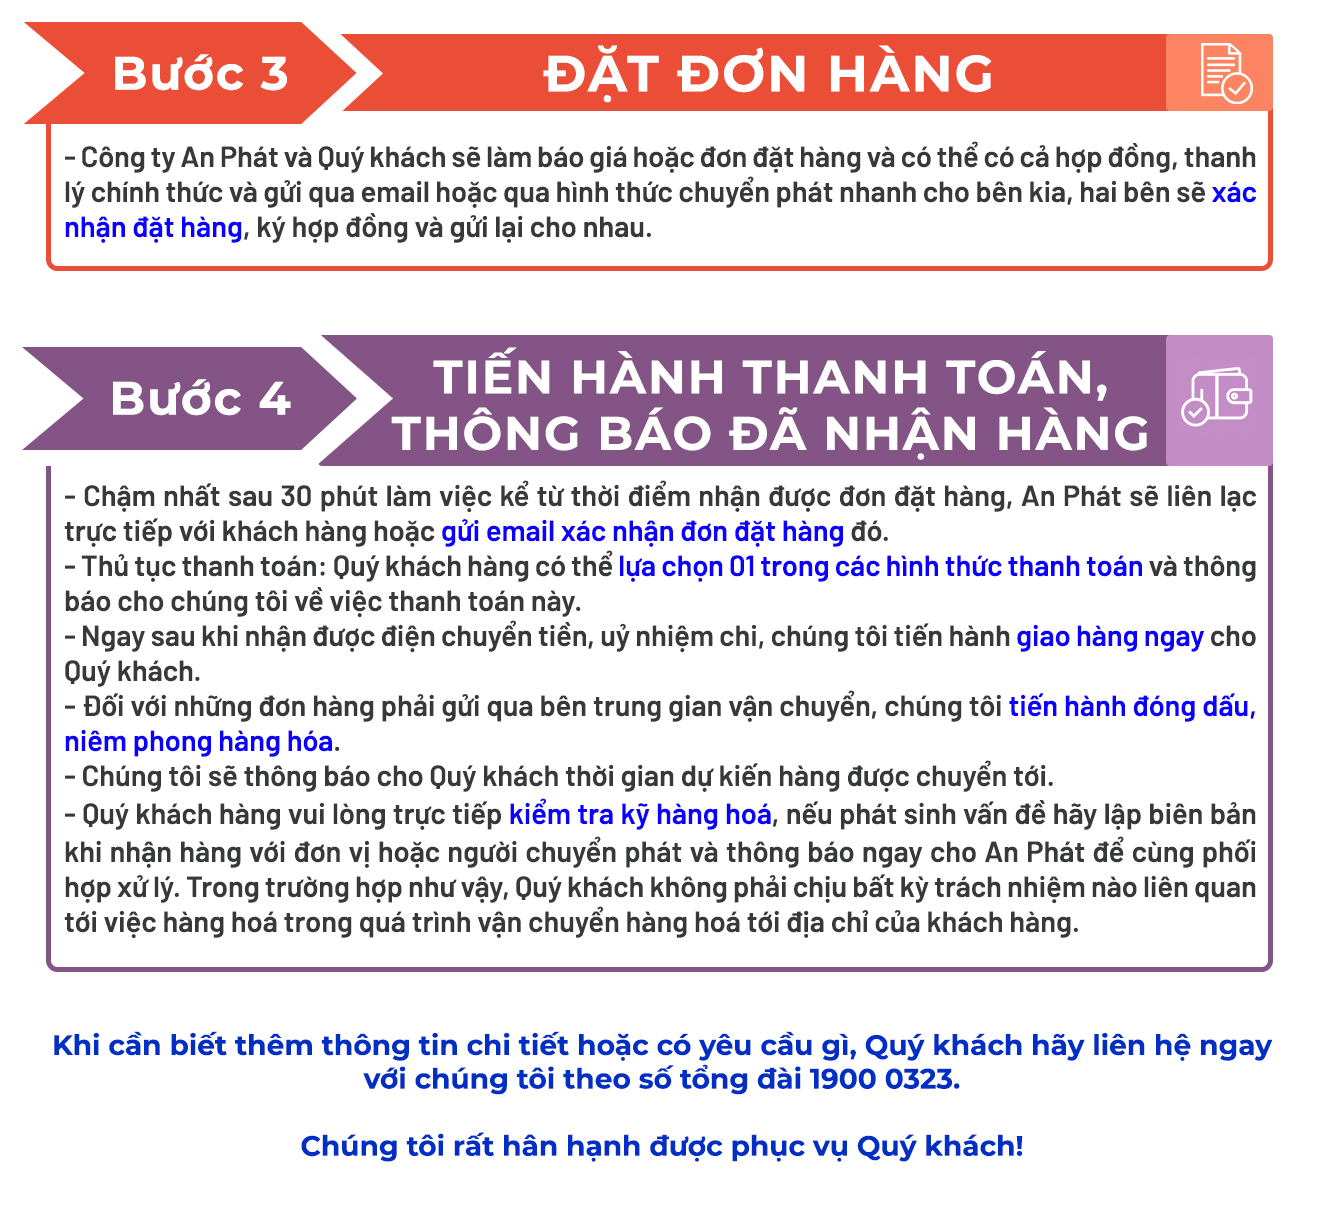 Bước 3
ĐẶT ĐƠN HÀNG
- Công ty An Phát và Quý khách sẽ làm báo giá hoặc đơn đặt hàng và có thể có cả hợp đồng, thanh
lý chính thức và gửi qua email hoặc qua hình thức chuyển phát nhanh cho bên kia, hai bên sẽ xác
nhận đặt hàng, ký hợp đồng và gửi lại cho nhau.
Bước 4
TIẾN HÀNH THANH TOÁN,
THÔNG BÁO ĐÃ NHẬN HÀNG
- Chậm nhất sau 30 phút làm việc kể từ thời điểm nhận được đơn đặt hàng, An Phát sẽ liên lạc
trực tiếp với khách hàng hoặc gửi email xác nhận đơn đặt hàng đó.
- Thủ tục thanh toán: Quý khách hàng có thể lựa chọn 01 trong các hình thức thanh toán và thông
báo cho chúng tôi về việc thanh toán này.
- Ngay sau khi nhận được điện chuyển tiền, uỷ nhiệm chi, chúng tôi tiến hành giao hàng ngay cho
Quý khách.
- Đối với những đơn hàng phải gửi qua bên trung gian vận chuyển, chúng tôi tiến hành đóng dấu,
niêm phong hàng hóa.
- Chúng tôi sẽ thông báo cho Quý khách thời gian dự kiến hàng được chuyển tới.
- Quý khách hàng vui lòng trực tiếp kiểm tra kỹ hàng hoá, nếu phát sinh vấn đề hãy lập biên bản
khi nhận hàng với đơn vị hoặc người chuyển phát và thông báo ngay cho An Phát để cùng phối
hợp xử lý. Trong trường hợp như vậy, Quý khách không phải chịu bất kỳ trách nhiệm nào liên quan
tới việc hàng hoá trong quá trình vận chuyển hàng hoá tới địa chỉ của khách hàng.
Khi cần biết thêm thông tin chi tiết hoặc có yêu cầu gì, Quý khách hãy liên hệ ngay
với chúng tôi theo số tổng đài 1900 0323.
Chúng tôi rất hân hạnh được phục vụ Quý khách!